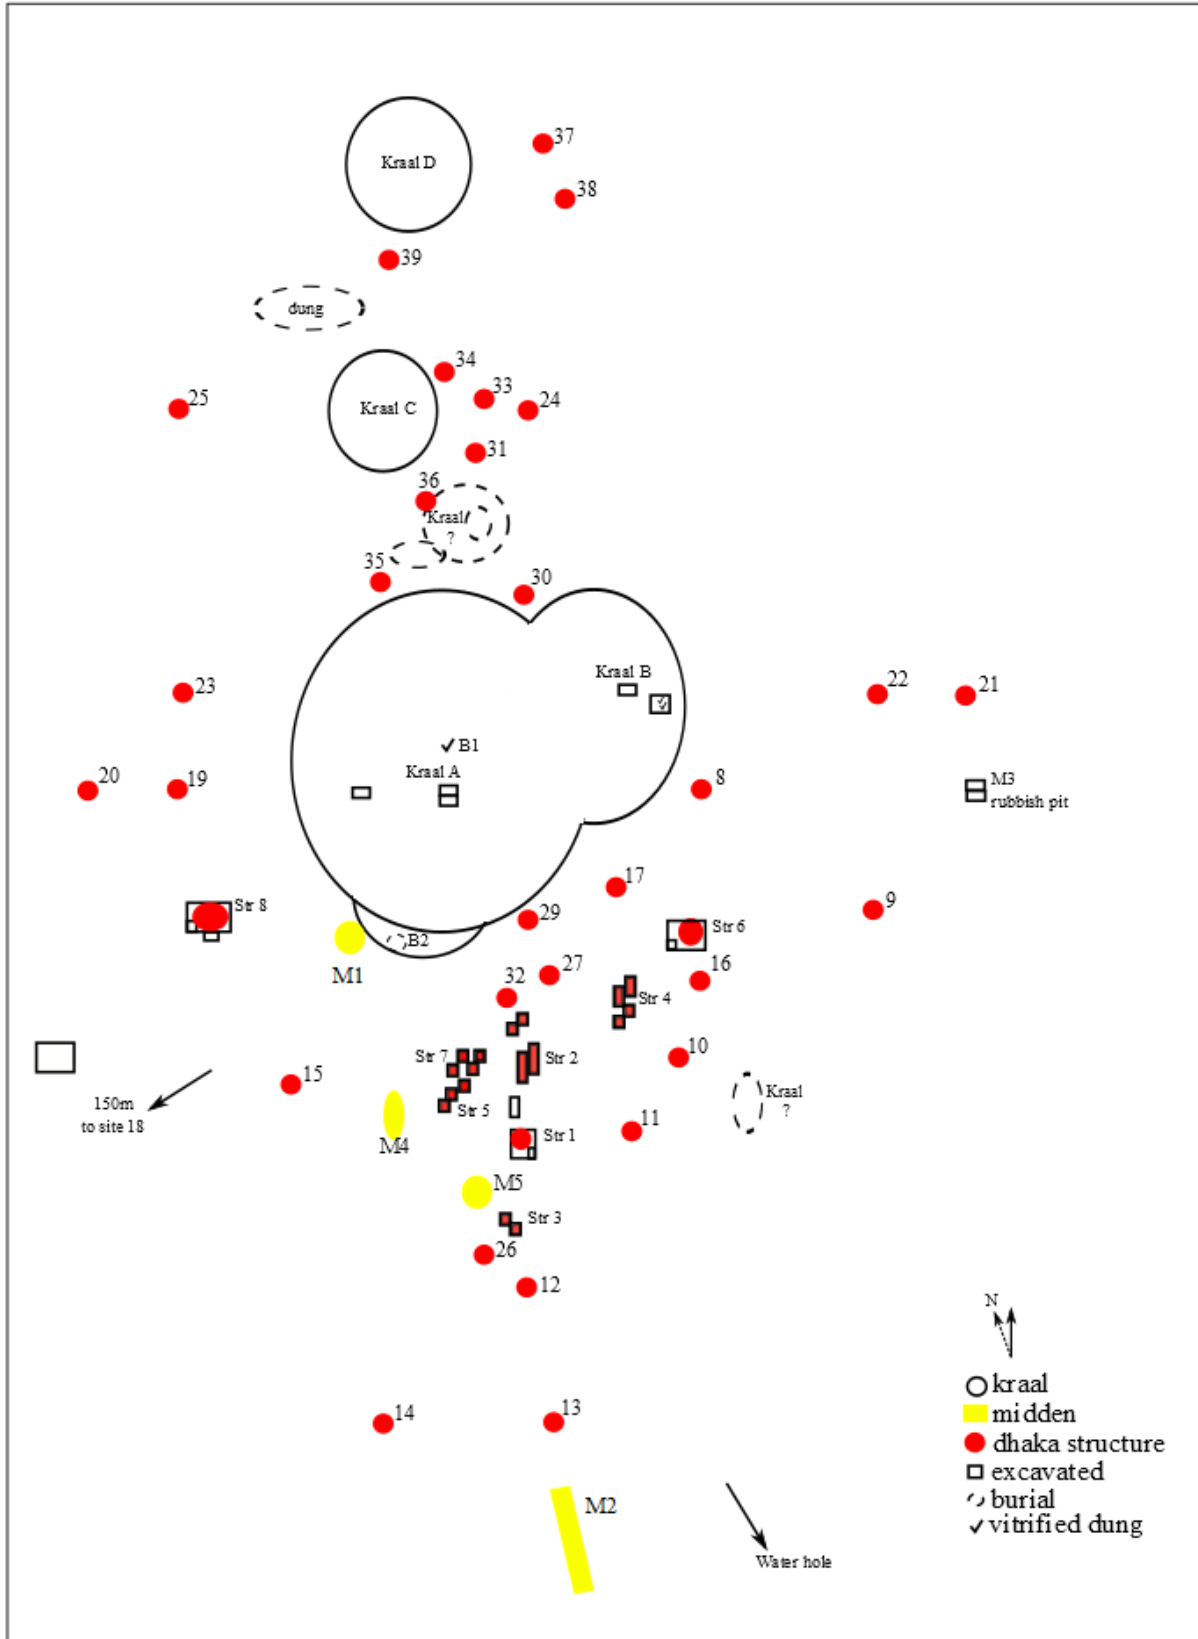 37
Kraal D
38
39
dung
34
33
24
25
Kraal C
31
36
Kraal
?
35
30
Kraal B
23
22
21
B1
Kraal A
20
19
8
M3
rubbish pit
17
Str 8
29
9
Str 6
B2
M1
27
16
32
Str 4
10
Str 7
Str 2
15
150m
to site 18
Kraal
?
Str 5
11
M4
Str 1
M5
Str 3
26
12
14
13
M2
Water hole
N
kraal
midden
dhaka structure
excavated
burial
vitrified dung